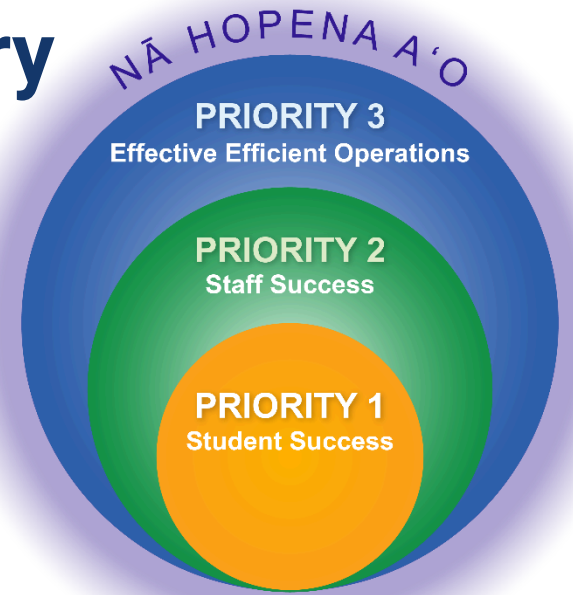 ry
NĀ HOPENA AʻO
PRIORITY 3
Effective Efficient Operations
PRIORITY 2
Staff Success
PRIORITY 1
Student Success